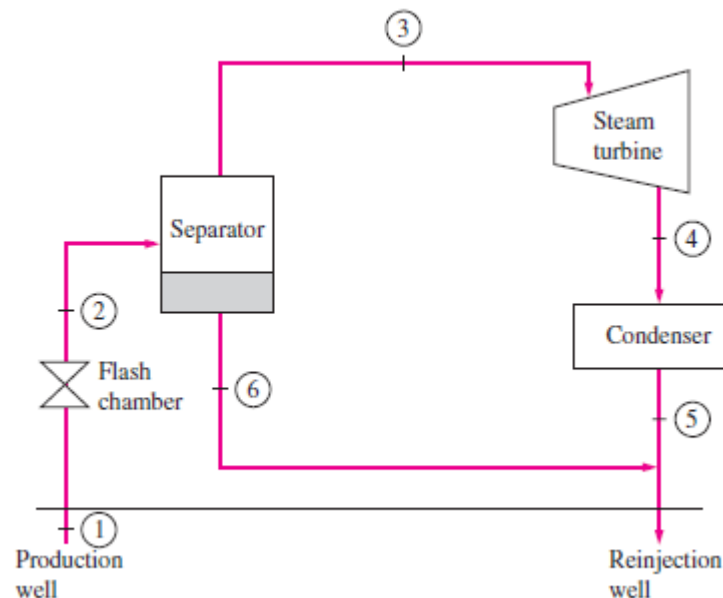 3
Steam
turbine
Separator
4
2
Condenser
Flash
chamber
6
5
1
Production
well
Reinjection
well